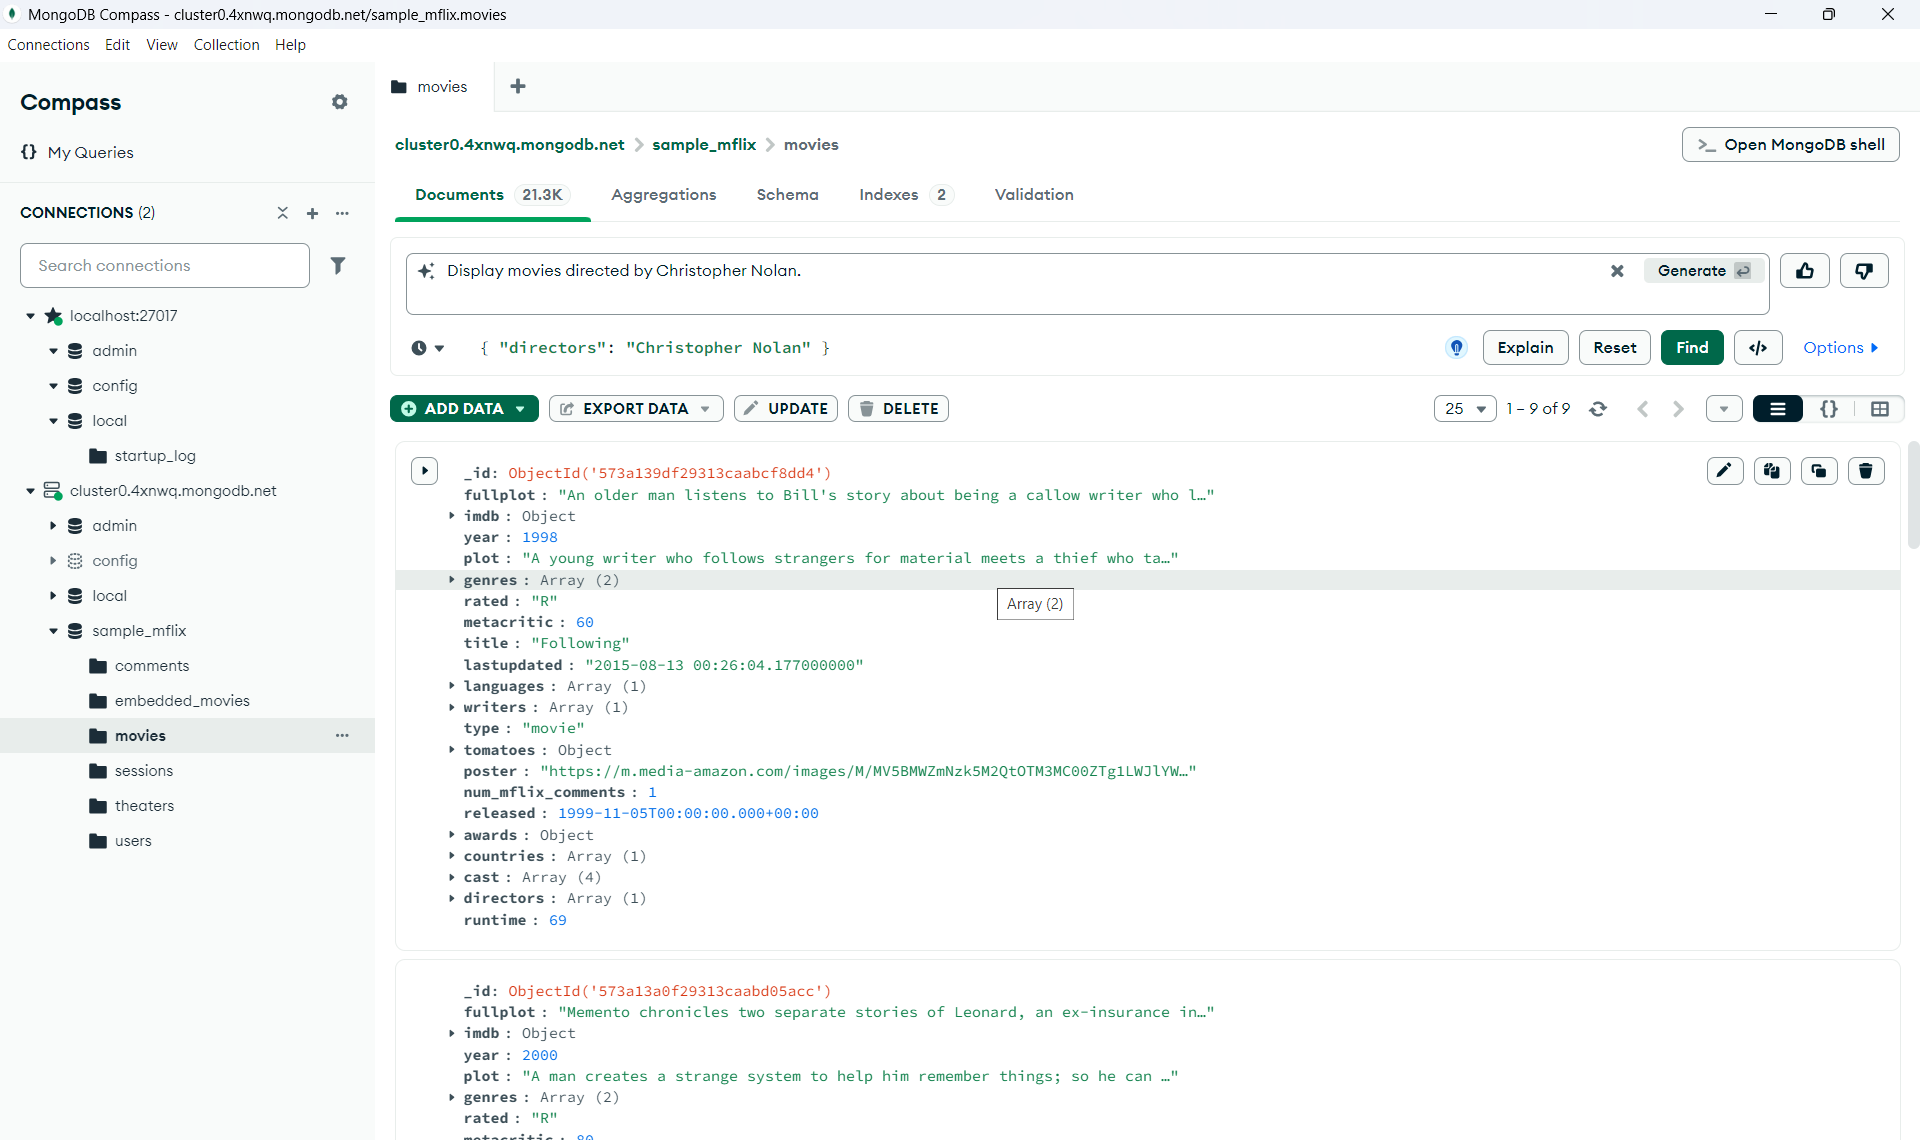 MongoDB Compass - cluster0.4xnwq.mongodb.net/sample_mflix.movies
Connections Edit View Collection Help
Compass
{} My Queries
CONNECTIONS (2)
Search connections
localhost:27017
admin
config
local
startup_log
cluster0.4xnwq.mongodb.net
admin
config
local
sample_mflix
comments
embedded_movies
movies
sessions
theaters
users
movies
cluster0.4xnwq.mongodb.net > sample_mflix > movies
>_ Open MongoDB shell
Documents 21.3K Aggregations Schema Indexes 2 Validation
Display movies directed by Christopher Nolan. Generate
{ "directors": "Christopher Nolan" } Explain Reset Find </> Options
ADD DATA EXPORT DATA UPDATE DELETE 25 1 – 9 of 9 {}
_id: ObjectId('573a139df29313caabcf8dd4')
fullplot : "An older man listens to Bill's story about being a callow writer who l…"
imdb : Object
year : 1998
plot : "A young writer who follows strangers for material meets a thief who ta…"
genres : Array (2)
rated : "R"
Array (2)
metacritic : 60
title : "Following"
lastupdated : "2015-08-13 00:26:04.177000000"
languages : Array (1)
writers : Array (1)
type : "movie"
tomatoes : Object
poster : "https://m.media-amazon.com/images/M/MV5BMWZmNzk5M2QtOTM3MC00ZTg1LWJlYW…"
num_mflix_comments : 1
released : 1999-11-05T00:00:00.000+00:00
awards : Object
countries : Array (1)
cast : Array (4)
directors : Array (1)
runtime : 69
_id: ObjectId('573a13a0f29313caabd05acc')
fullplot : "Memento chronicles two separate stories of Leonard, an ex-insurance in…"
imdb : Object
year : 2000
plot : "A man creates a strange system to help him remember things; so he can …"
genres : Array (2)
rated : "R"
metacritic : 80